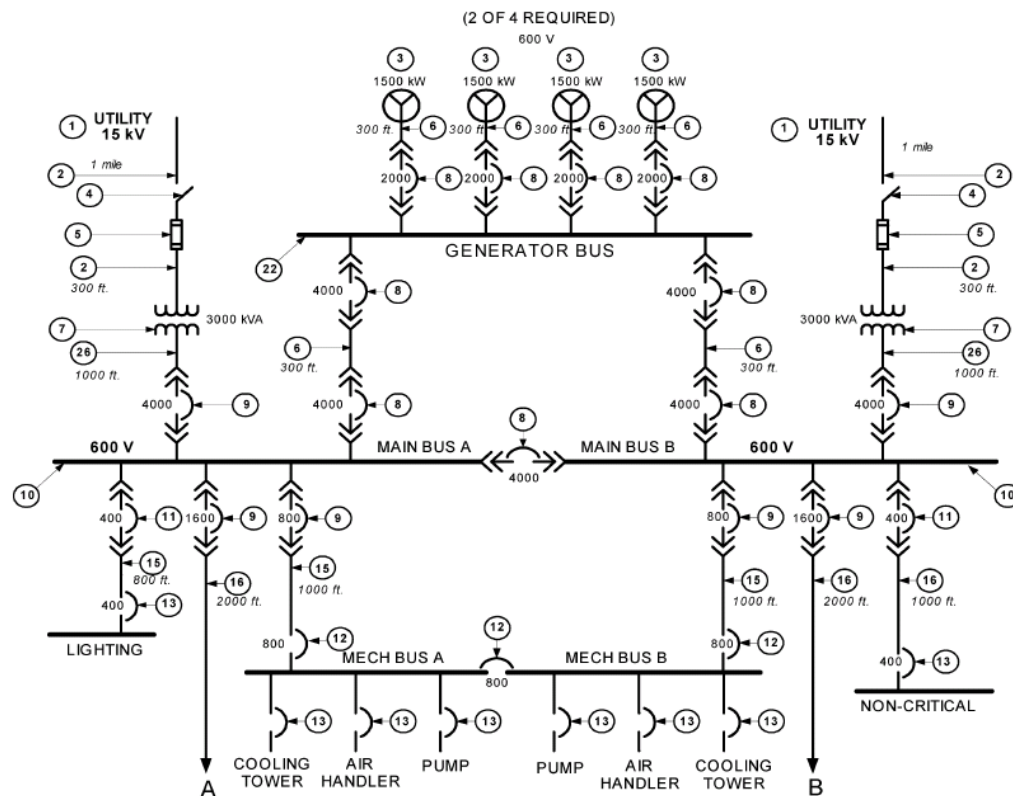 (2 OF 4 REQUIRED)
600 V
3 3 3 3
1500 kW 1500 kW 1500 kW 1500 kW
1 UTILITY 15 kV
1 UTILITY 15 kV
300 ft. 6 300 ft. 6 300 ft. 6 300 ft. 6
2 1 mile
1 mile 2
4 2000 8 2000 8 2000 8 2000 8 4
5 5
GENERATOR BUS
22
2 300 ft.
2 300 ft.
4000 8 4000 8
7 3000 kVA
3000 kVA 7
26 1000 ft.
6 300 ft.
6 300 ft.
26 1000 ft.
4000 9 4000 8 4000 8 4000 9
8
600 V MAIN BUS A MAIN BUS B 600 V
4000
10 10
400 11 1600 9 800 9 800 9 1600 9 400 11
15 800 ft.
16 2000 ft.
15 1000 ft.
15 1000 ft.
16 2000 ft.
16 1000 ft.
400 13
LIGHTING
800 12 12 800 12
MECH BUS A MECH BUS B
800
400 13
NON-CRITICAL
13 13 13 13 13 13
COOLING TOWER
AIR HANDLER
PUMP
PUMP
AIR HANDLER
COOLING TOWER
A B